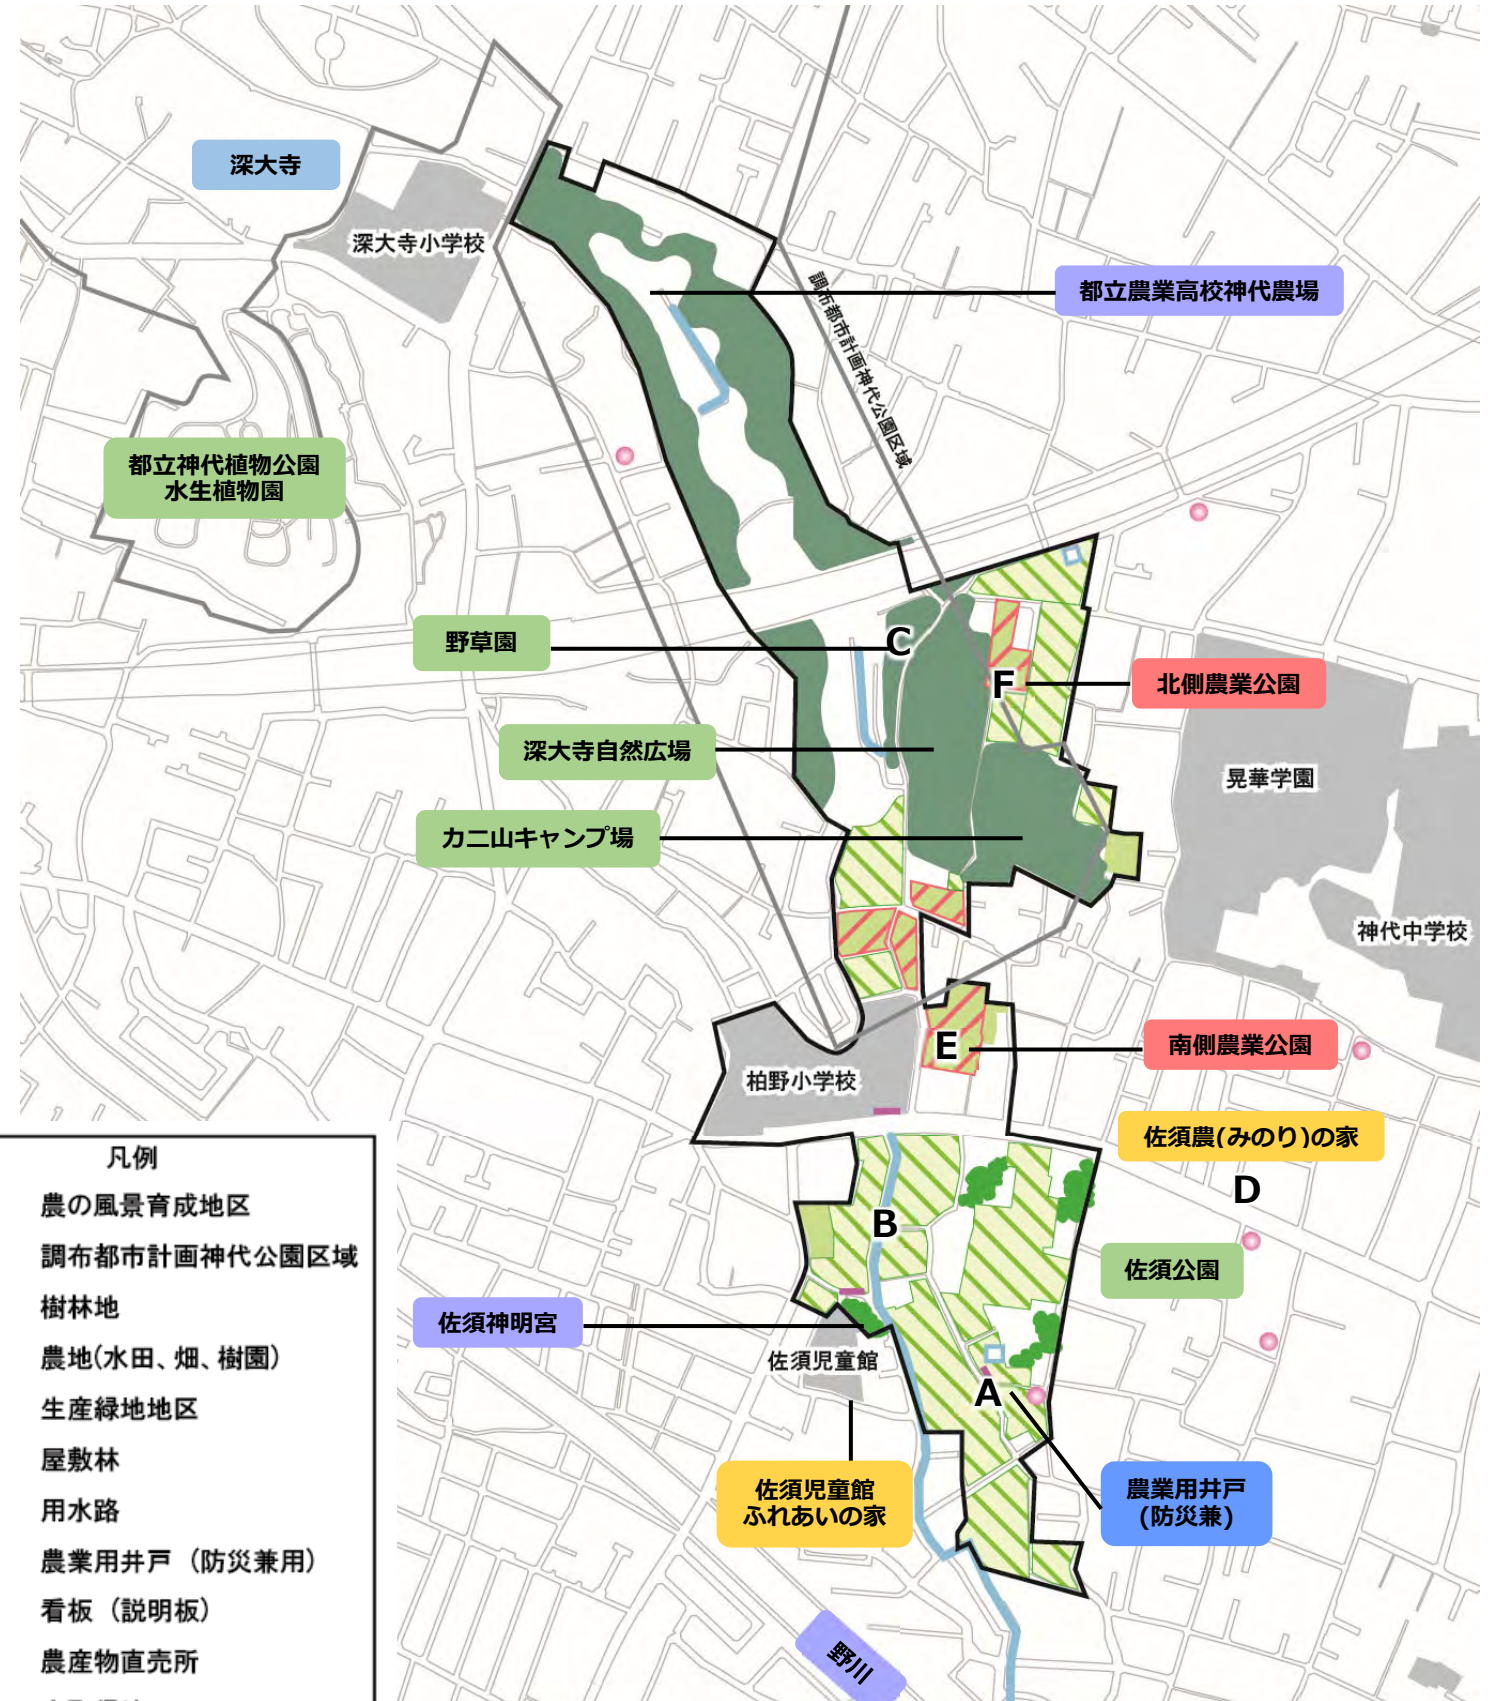 深大寺
深大寺小学校
都立農業高校神代農場
調布都市計画神代公園区域
都立神代植物公園
水生植物園
野草園
C
F
北側農業公園
深大寺自然広場
晃華学園
カニ山キャンプ場
神代中学校
E
南側農業公園
柏野小学校
佐須農(みのり)の家
D
B
佐須公園
佐須神明宮
佐須児童館
A
佐須児童館
ふれあいの家
農業用井戸
(防災兼)
野川
凡例
農の風景育成地区
調布都市計画神代公園区域
樹林地
農地(水田、畑、樹園)
生産緑地地区
屋敷林
用水路
農業用井戸（防災兼用）
看板（説明板）
農産物直売所